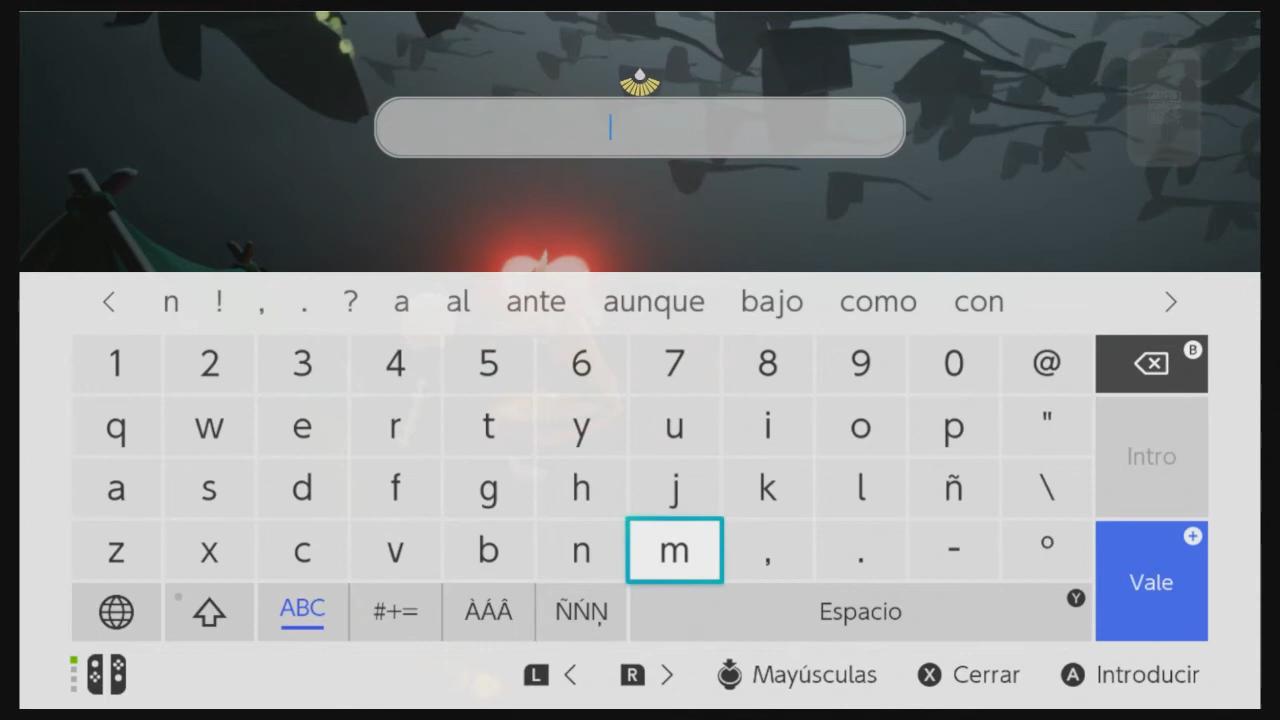 < n ! , . ? a al ante aunque bajo como con >
1 2 3 4 5 6 7 8 9 0 @ B
q w e r t y u i o p " Intro
a s d f g h j k l ñ \
z x c v b n m , . - º + Vale
ABC #+= ÀÁÂ ÑŃŅ Espacio Y
L < R > Mayúsculas X Cerrar A Introducir